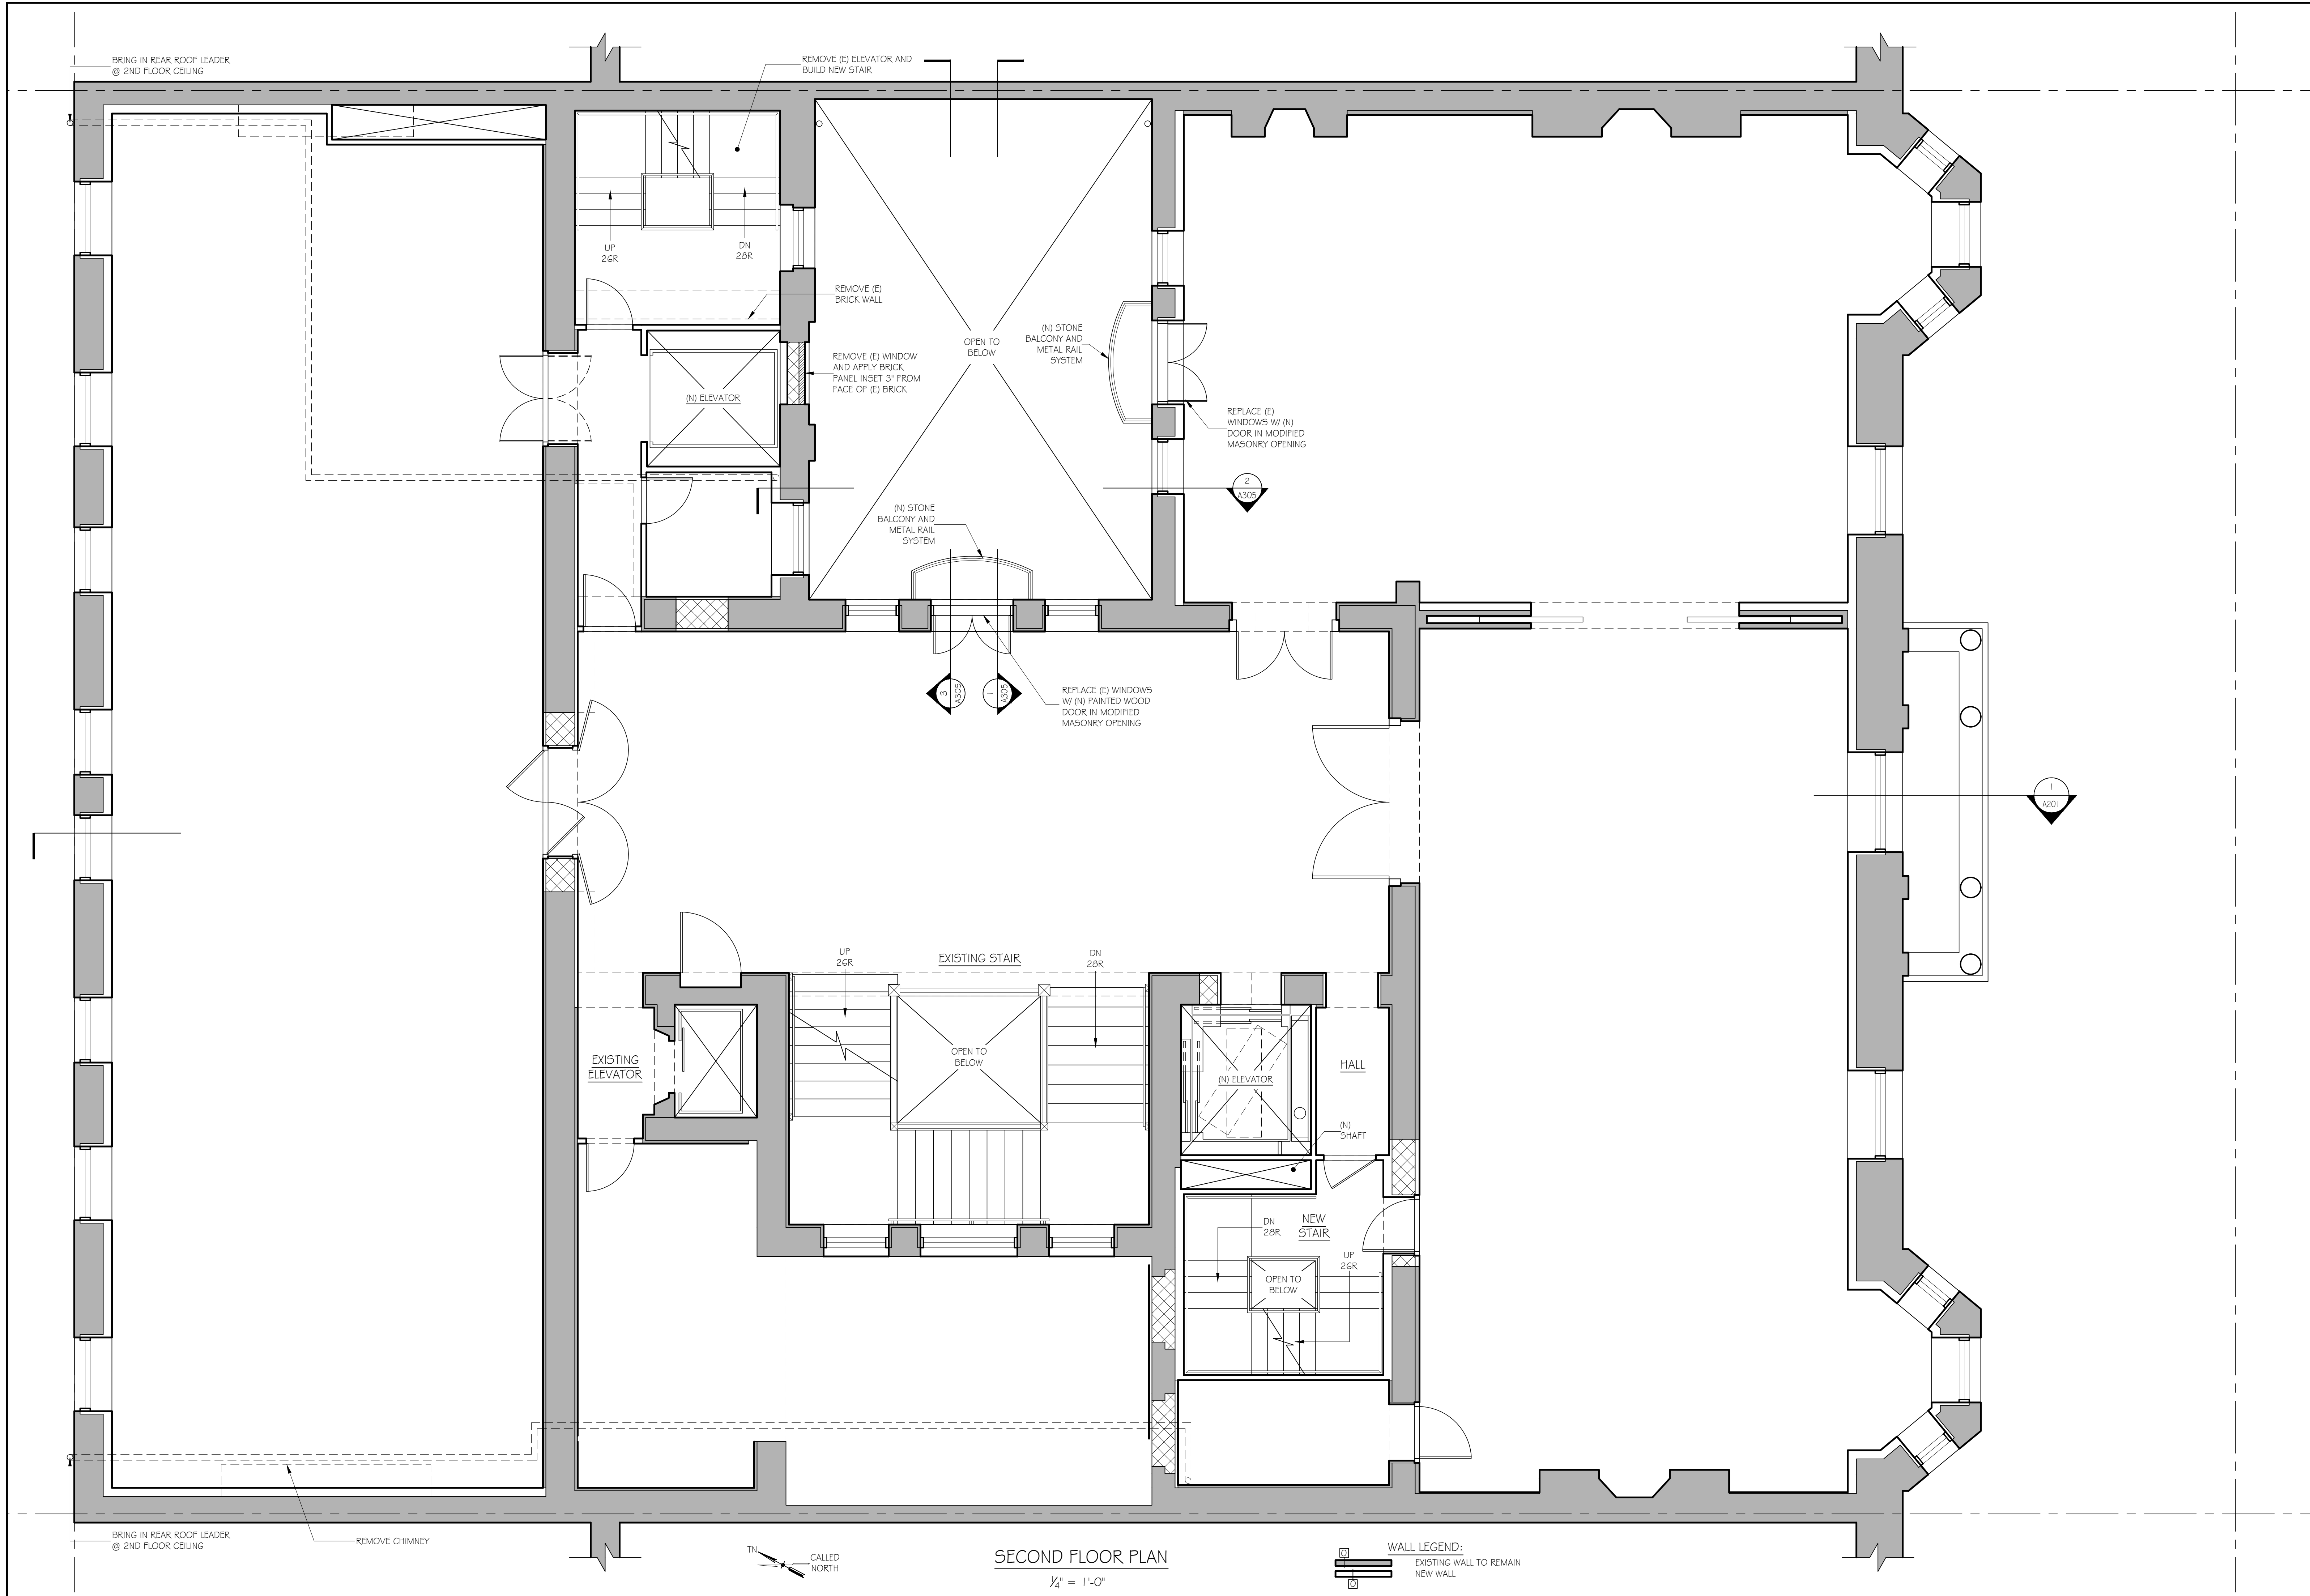 BRING IN REAR ROOF LEADER
@ 2ND FLOOR CEILING
REMOVE (E) ELEVATOR AND
BUILD NEW STAIR
UP
26R
DN
28R
REMOVE (E)
BRICK WALL
REMOVE (E) WINDOW
AND APPLY BRICK
PANEL INSET 3" FROM
FACE OF (E) BRICK
(N) ELEVATOR
OPEN TO
BELOW
(N) STONE
BALCONY AND
METAL RAIL
SYSTEM
REPLACE (E)
WINDOWS W/ (N)
DOOR IN MODIFIED
MASONRY OPENING
2
A305
(N) STONE
BALCONY AND
METAL RAIL
SYSTEM
3
A305
1
A305
REPLACE (E) WINDOWS
W/ (N) PAINTED WOOD
DOOR IN MODIFIED
MASONRY OPENING
1
A201
UP
26R
EXISTING STAIR
DN
28R
OPEN TO
BELOW
EXISTING
ELEVATOR
(N) ELEVATOR
HALL
(N)
SHAFT
DN
28R
NEW
STAIR
UP
26R
OPEN TO
BELOW
BRING IN REAR ROOF LEADER
@ 2ND FLOOR CEILING
REMOVE CHIMNEY
TN
CALLED
NORTH
SECOND FLOOR PLAN
1/4" = 1'-0"
WALL LEGEND:
EXISTING WALL TO REMAIN
NEW WALL